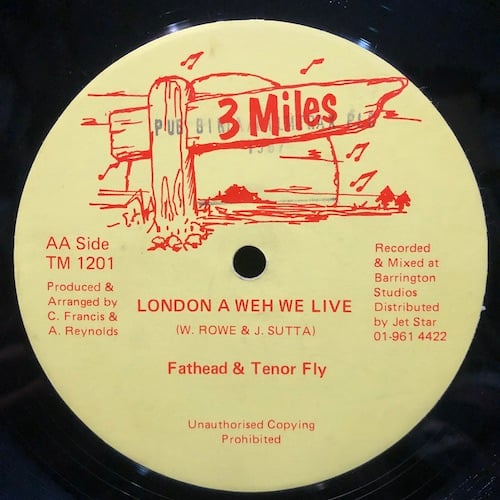 3 Miles
AA Side
TM 1201
Produced &
Arranged by
C. Francis &
A. Reynolds
Recorded
& Mixed at
Barrington
Studios
Distributed
by Jet Star
01-961 4422
LONDON A WEH WE LIVE
(W. ROWE & J. SUTTA)
Fathead & Tenor Fly
Unauthorised Copying
Prohibited